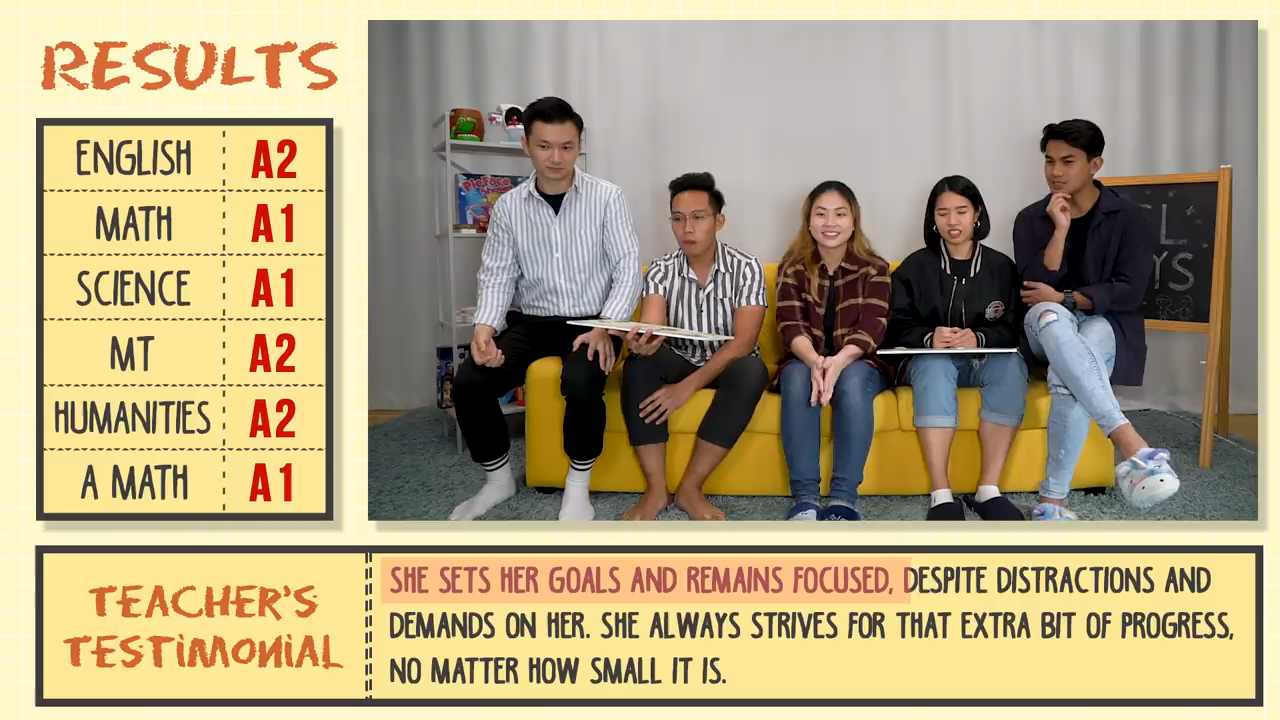 RESULTS
ENGLISH A2
MATH A1
SCIENCE A1
MT A2
HUMANITIES A2
A MATH A1
TEACHER'S
TESTIMONIAL
SHE SETS HER GOALS AND REMAINS FOCUSED, DESPITE DISTRACTIONS AND
DEMANDS ON HER. SHE ALWAYS STRIVES FOR THAT EXTRA BIT OF PROGRESS,
NO MATTER HOW SMALL IT IS.